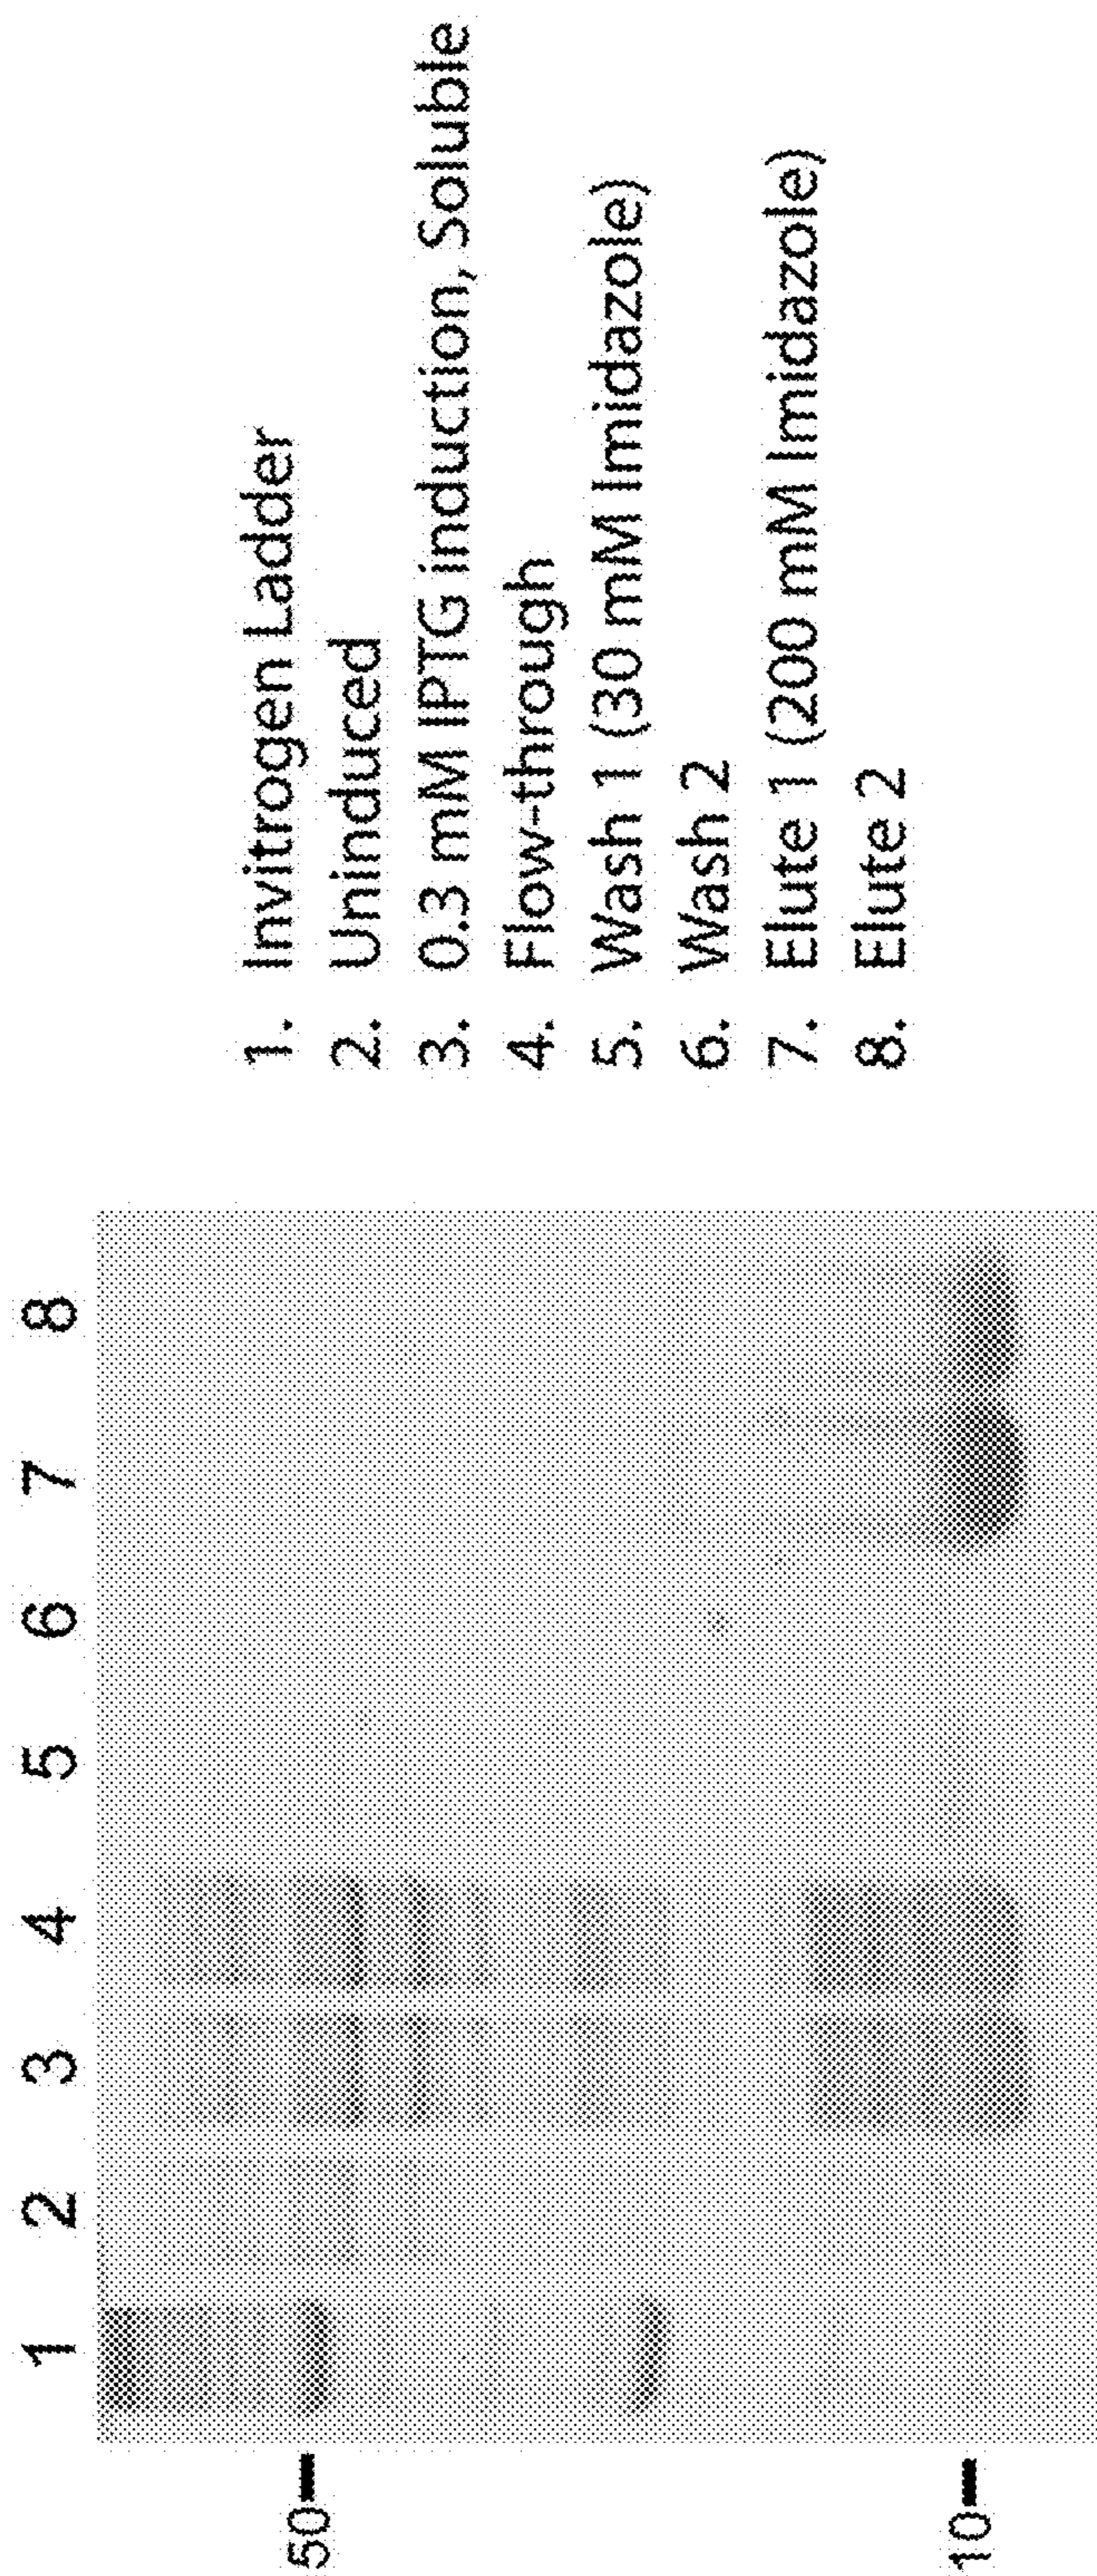 1 2 3 4 5 6 7 8
50
10
1. Invitrogen Ladder
2. Uninduced
3. 0.3 mM IPTG induction, Soluble
4. Flow-through
5. Wash 1 (30 mM Imidazole)
6. Wash 2
7. Elute 1 (200 mM Imidazole)
8. Elute 2